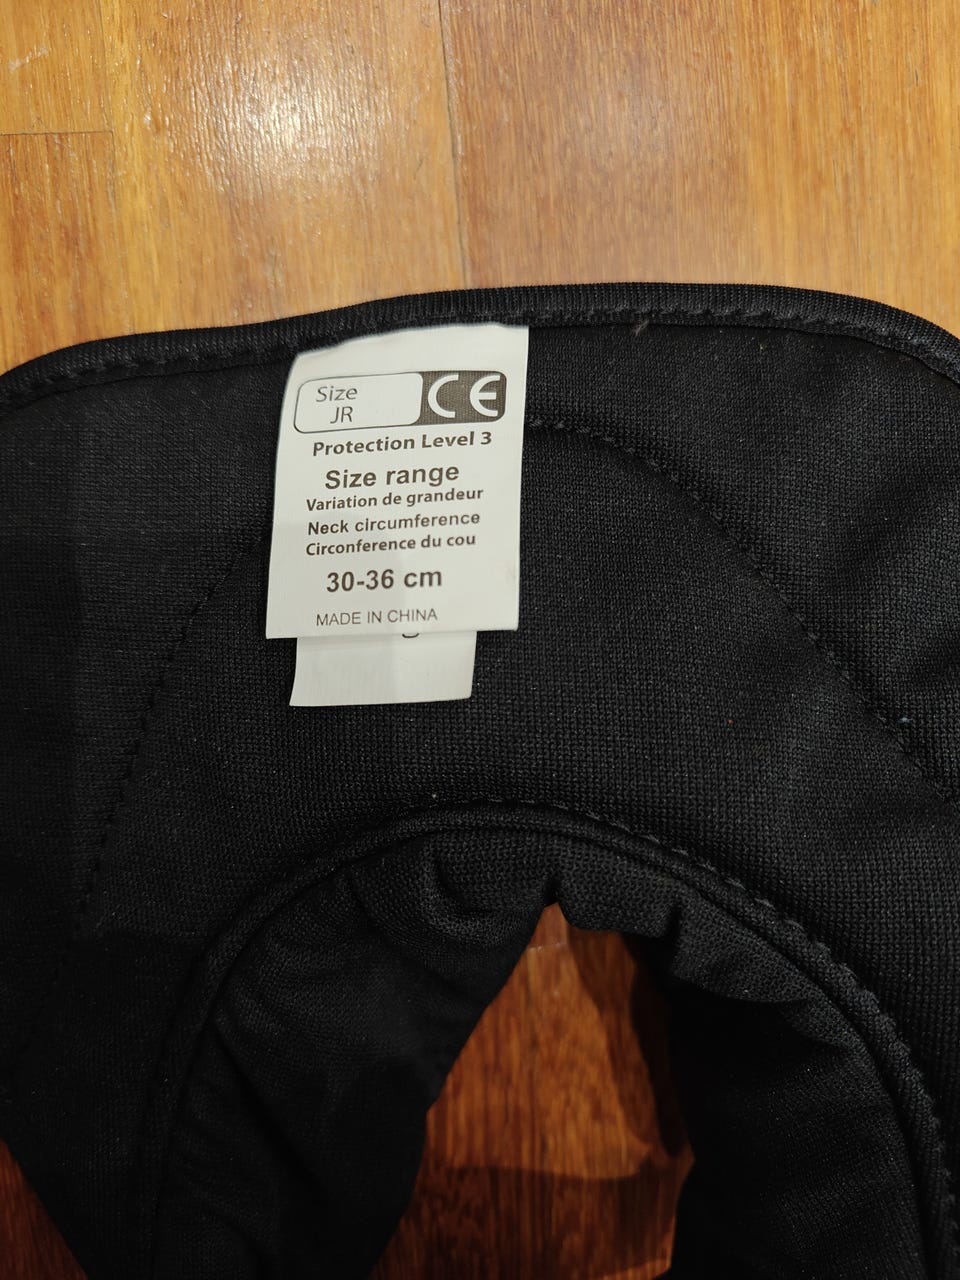 Size
JR
CE
Protection Level 3
Size range
Variation de grandeur
Neck circumference
Circonference du cou
30-36 cm
MADE IN CHINA